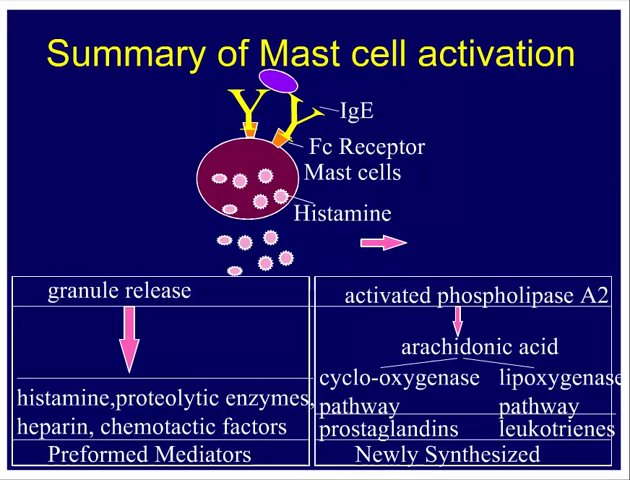 Summary of Mast cell activation
IgE
Fc Receptor
Mast cells
Histamine
granule release
histamine,proteolytic enzymes,
heparin, chemotactic factors
Preformed Mediators
activated phospholipase A2
arachidonic acid
cyclo-oxygenase
pathway
prostaglandins
lipoxygenase
pathway
leukotrienes
Newly Synthesized